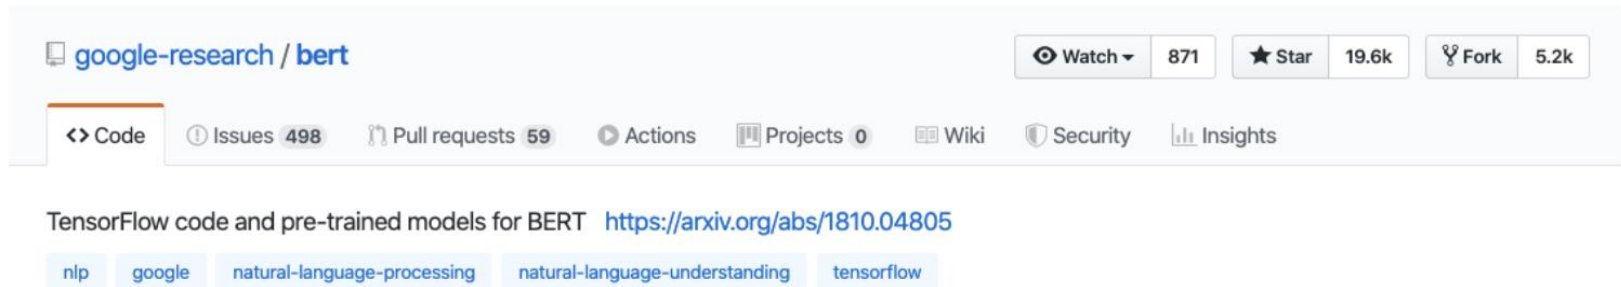 google-research / bert Watch 871 Star 19.6k Fork 5.2k
<> Code Issues 498 Pull requests 59 Actions Projects 0 Wiki Security Insights
TensorFlow code and pre-trained models for BERT https://arxiv.org/abs/1810.04805
nlp google natural-language-processing natural-language-understanding tensorflow